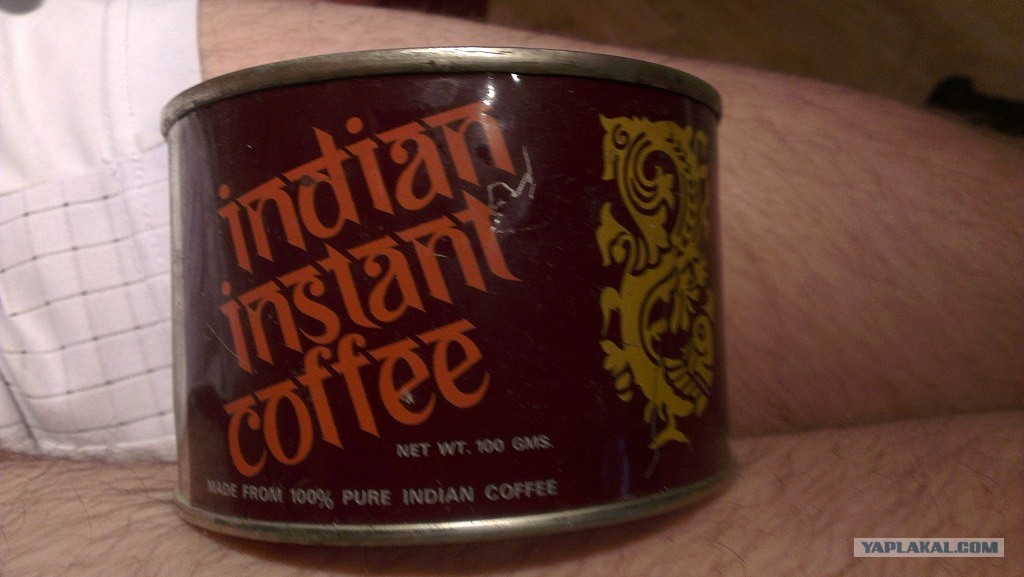 indian
instant
coffee
NET WT. 100 GMS.
MADE FROM 100% PURE INDIAN COFFEE
YAPLAKAL.COM